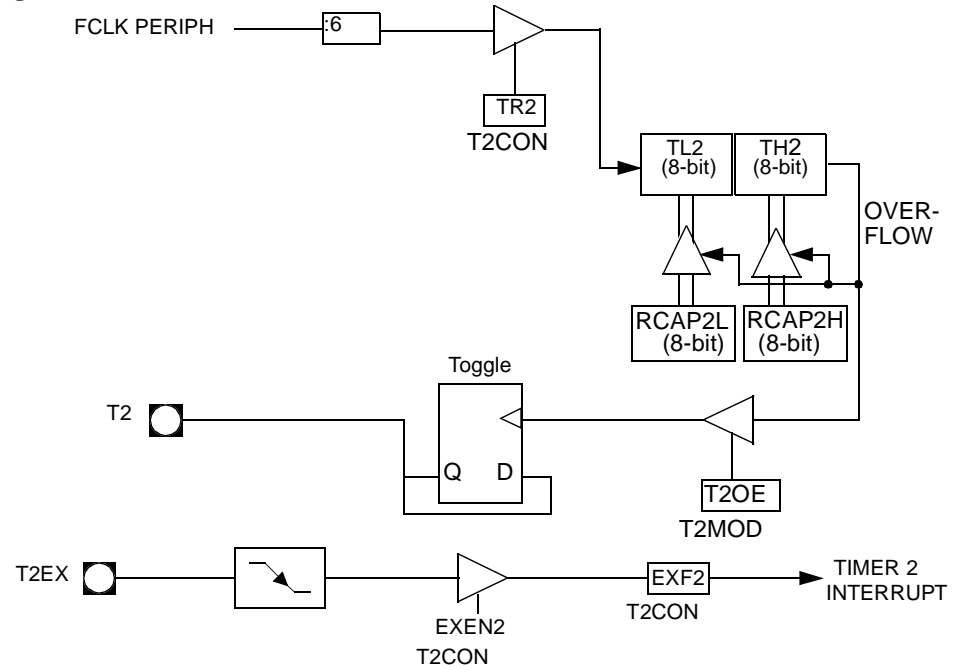 FCLK PERIPH
:6
TR2
T2CON
TL2
(8-bit)
TH2
(8-bit)
OVER-
FLOW
RCAP2L
(8-bit)
RCAP2H
(8-bit)
Toggle
T2
Q
D
T2OE
T2MOD
T2EX
EXEN2
T2CON
EXF2
T2CON
TIMER 2
INTERRUPT